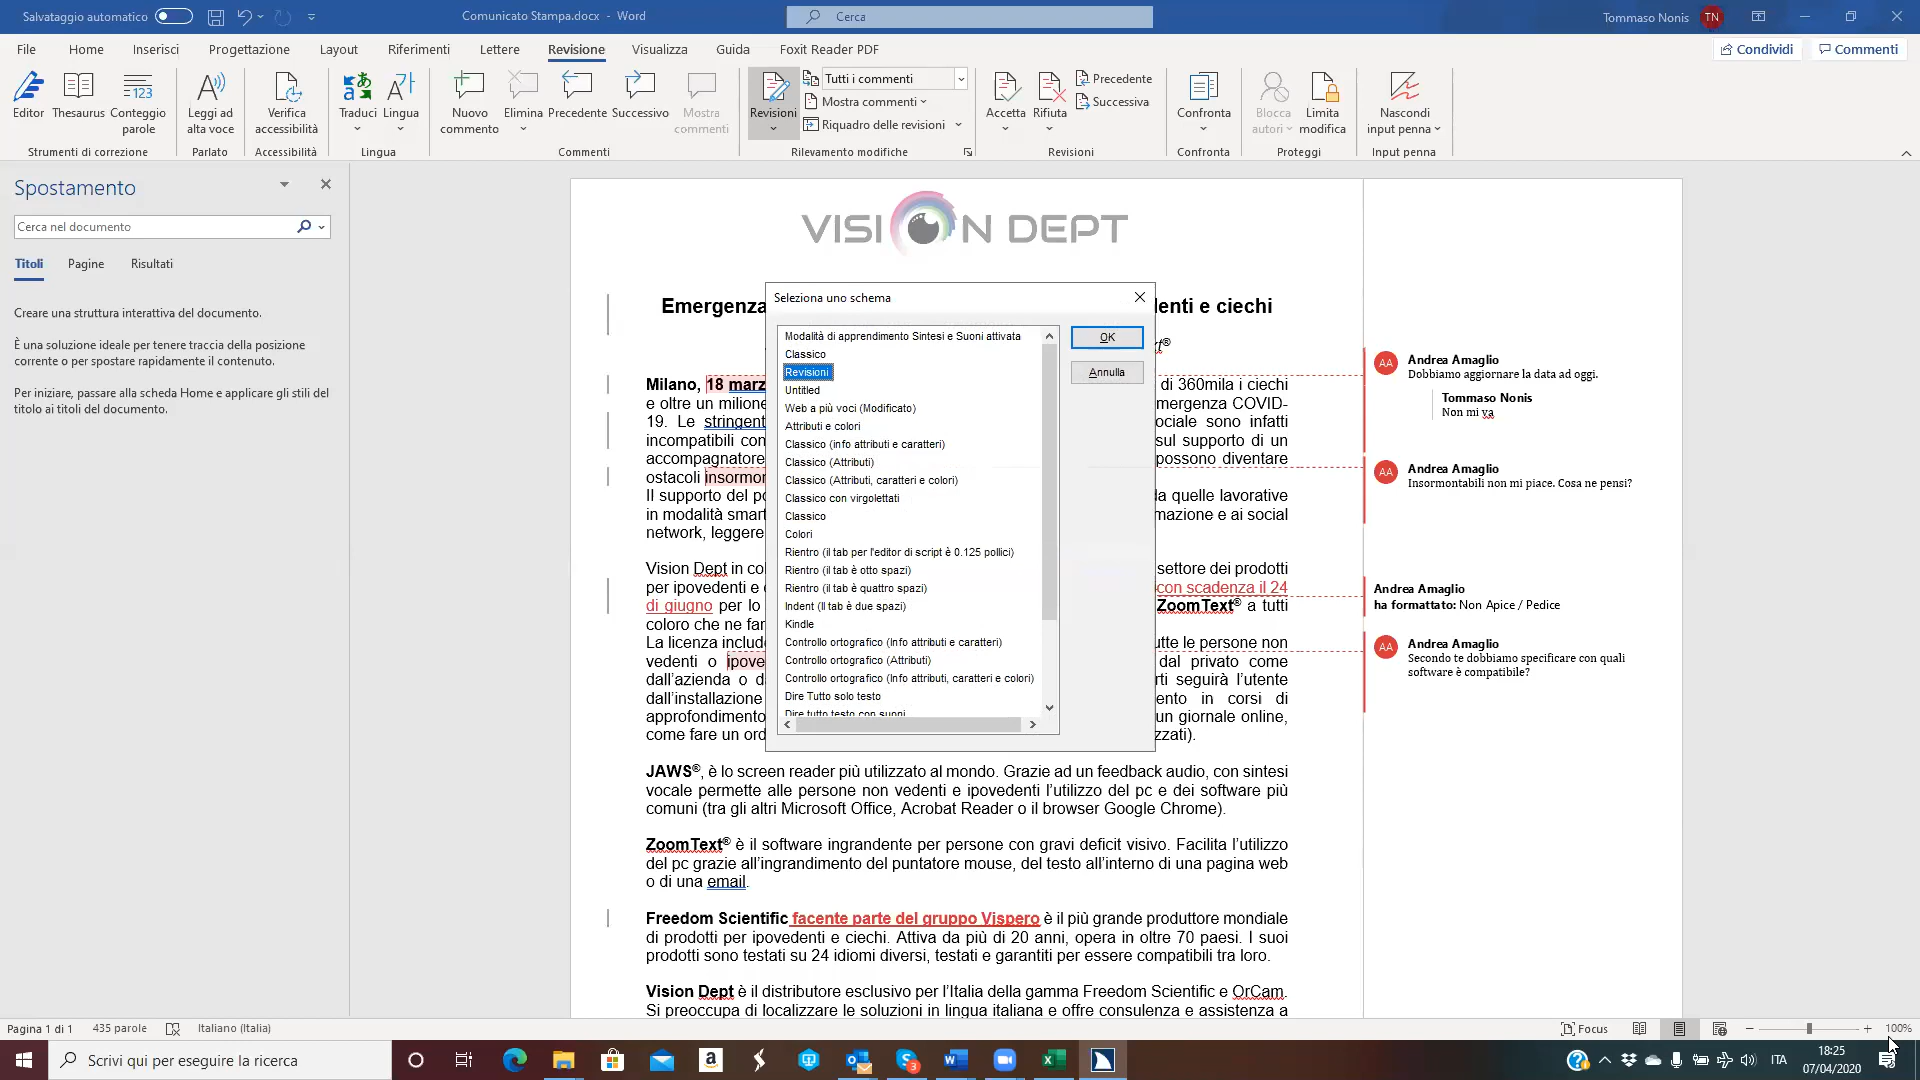 Salvataggio automatico
Comunicato Stampa.docx - Word
Cerca
Tommaso Nonis TN
File Home Inserisci Progettazione Layout Riferimenti Lettere Revisione Visualizza Guida Foxit Reader PDF
Condividi Commenti
Editor Thesaurus Conteggio parole
Strumenti di correzione
Leggi ad alta voce
Parlato
Verifica accessibilità
Accessibilità
Traduci Lingua
Lingua
Nuovo commento Elimina Precedente Successivo Mostra commenti
Commenti
Revisioni
Tutti i commenti
Mostra commenti
Riquadro delle revisioni
Rilevamento modifiche
Accetta Rifiuta
Precedente
Successiva
Revisioni
Confronta
Confronta
Blocca autori Limita modifica
Proteggi
Nascondi input penna
Input penna
Spostamento
Cerca nel documento
Titoli Pagine Risultati
Creare una struttura interattiva del documento.
È una soluzione ideale per tenere traccia della posizione
corrente o per spostare rapidamente il contenuto.
Per iniziare, passare alla scheda Home e applicare gli stili del
titolo ai titoli del documento.
VISION DEPT
Emergenza denti e ciechi
xt®
Milano, 18 marz di 360mila i ciechi
e oltre un milione mergenza COVID-
19. Le stringent ociale sono infatti
incompatibili con sul supporto di un
accompagnatore possono diventare
ostacoli insormon
Il supporto del pc da quelle lavorative
in modalità smart mazione e ai social
network, leggere
Vision Dept in col settore dei prodotti
per ipovedenti e con scadenza il 24
di giugno per lo ZoomText® a tutti
coloro che ne far
La licenza include utte le persone non
vedenti o ipove dal privato come
dall'azienda o da rti seguirà l'utente
dall'installazione ento in corsi di
approfondimento un giornale online,
come fare un ord zzati).
JAWS®, è lo screen reader più utilizzato al mondo. Grazie ad un feedback audio, con sintesi
vocale permette alle persone non vedenti e ipovedenti l'utilizzo del pc e dei software più
comuni (tra gli altri Microsoft Office, Acrobat Reader o il browser Google Chrome).
ZoomText® è il software ingrandente per persone con gravi deficit visivo. Facilita l'utilizzo
del pc grazie all'ingrandimento del puntatore mouse, del testo all'interno di una pagina web
o di una email.
Freedom Scientific facente parte del gruppo Vispero è il più grande produttore mondiale
di prodotti per ipovedenti e ciechi. Attiva da più di 20 anni, opera in oltre 70 paesi. I suoi
prodotti sono testati su 24 idiomi diversi, testati e garantiti per essere compatibili tra loro.
Vision Dept è il distributore esclusivo per l'Italia della gamma Freedom Scientific e OrCam.
Si preoccupa di localizzare le soluzioni in lingua italiana e offre consulenza e assistenza a
Seleziona uno schema
Modalità di apprendimento Sintesi e Suoni attivata
Classico
Revisioni
Untitled
Web a più voci (Modificato)
Attributi e colori
Classico (info attributi e caratteri)
Classico (Attributi)
Classico (Attributi, caratteri e colori)
Classico con virgolettati
Classico
Colori
Rientro (il tab per l'editor di script è 0.125 pollici)
Rientro (il tab è otto spazi)
Rientro (il tab è quattro spazi)
Indent (Il tab è due spazi)
Kindle
Controllo ortografico (Info attributi e caratteri)
Controllo ortografico (Attributi)
Controllo ortografico (Info attributi, caratteri e colori)
Dire Tutto solo testo
Dire tutto testo con suoni
OK
Annulla
AA Andrea Amaglio
Dobbiamo aggiornare la data ad oggi.
Tommaso Nonis
Non mi va
AA Andrea Amaglio
Insormontabili non mi piace. Cosa ne pensi?
Andrea Amaglio
ha formattato: Non Apice / Pedice
AA Andrea Amaglio
Secondo te dobbiamo specificare con quali
software è compatibile?
Pagina 1 di 1 435 parole Italiano (Italia)
Focus 100%
Scrivi qui per eseguire la ricerca
ITA
18:25
07/04/2020